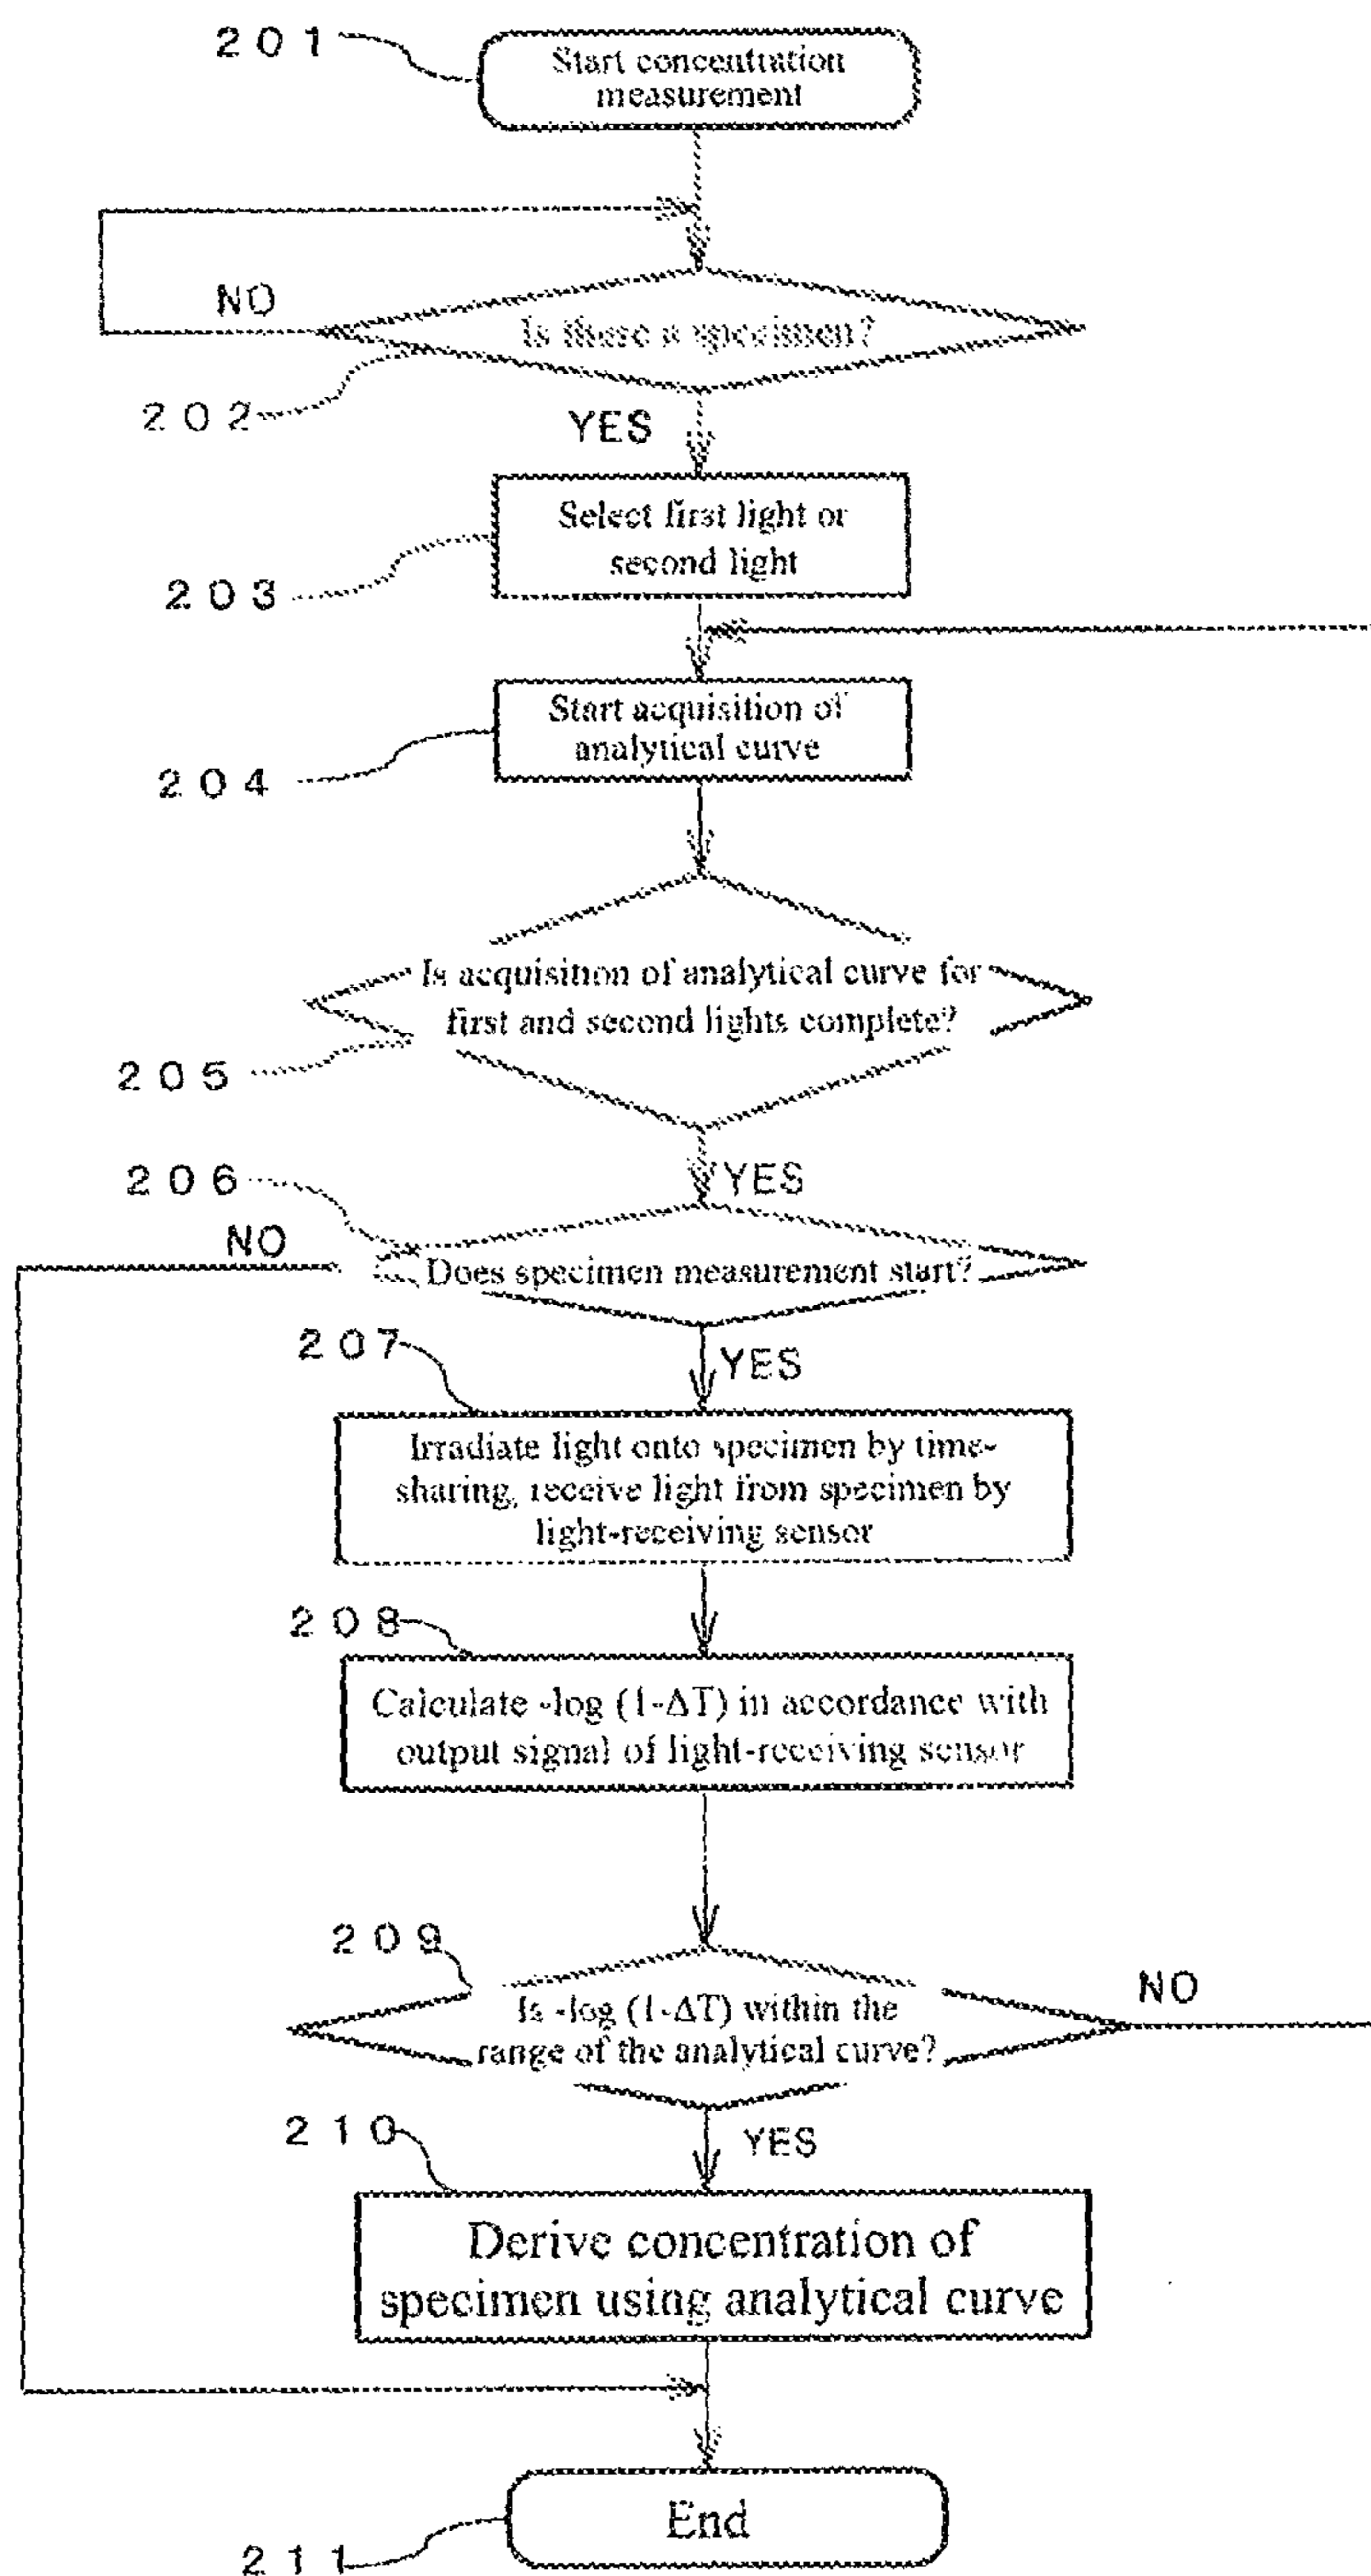 201
Start concentration
measurement
NO
Is there a specimen?
202
YES
Select first light or
second light
203
Start acquisition of
analytical curve
204
Is acquisition of analytical curve for
first and second lights complete?
205
206
YES
NO
Does specimen measurement start?
207
YES
Irradiate light onto specimen by time-
sharing, receive light from specimen by
light-receiving sensor
208
Calculate -log (1-ΔT) in accordance with
output signal of light-receiving sensor
209
NO
Is -log (1-ΔT) within the
range of the analytical curve?
210
YES
Derive concentration of
specimen using analytical curve
End
211